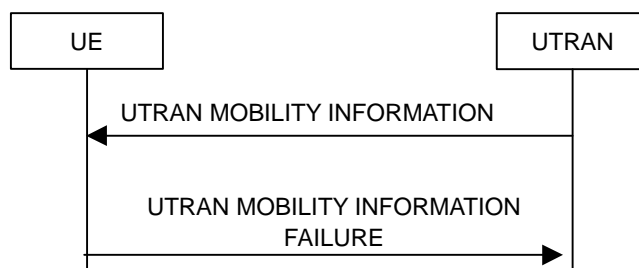 UE
UTRAN
UTRAN MOBILITY INFORMATION
UTRAN MOBILITY INFORMATION
FAILURE